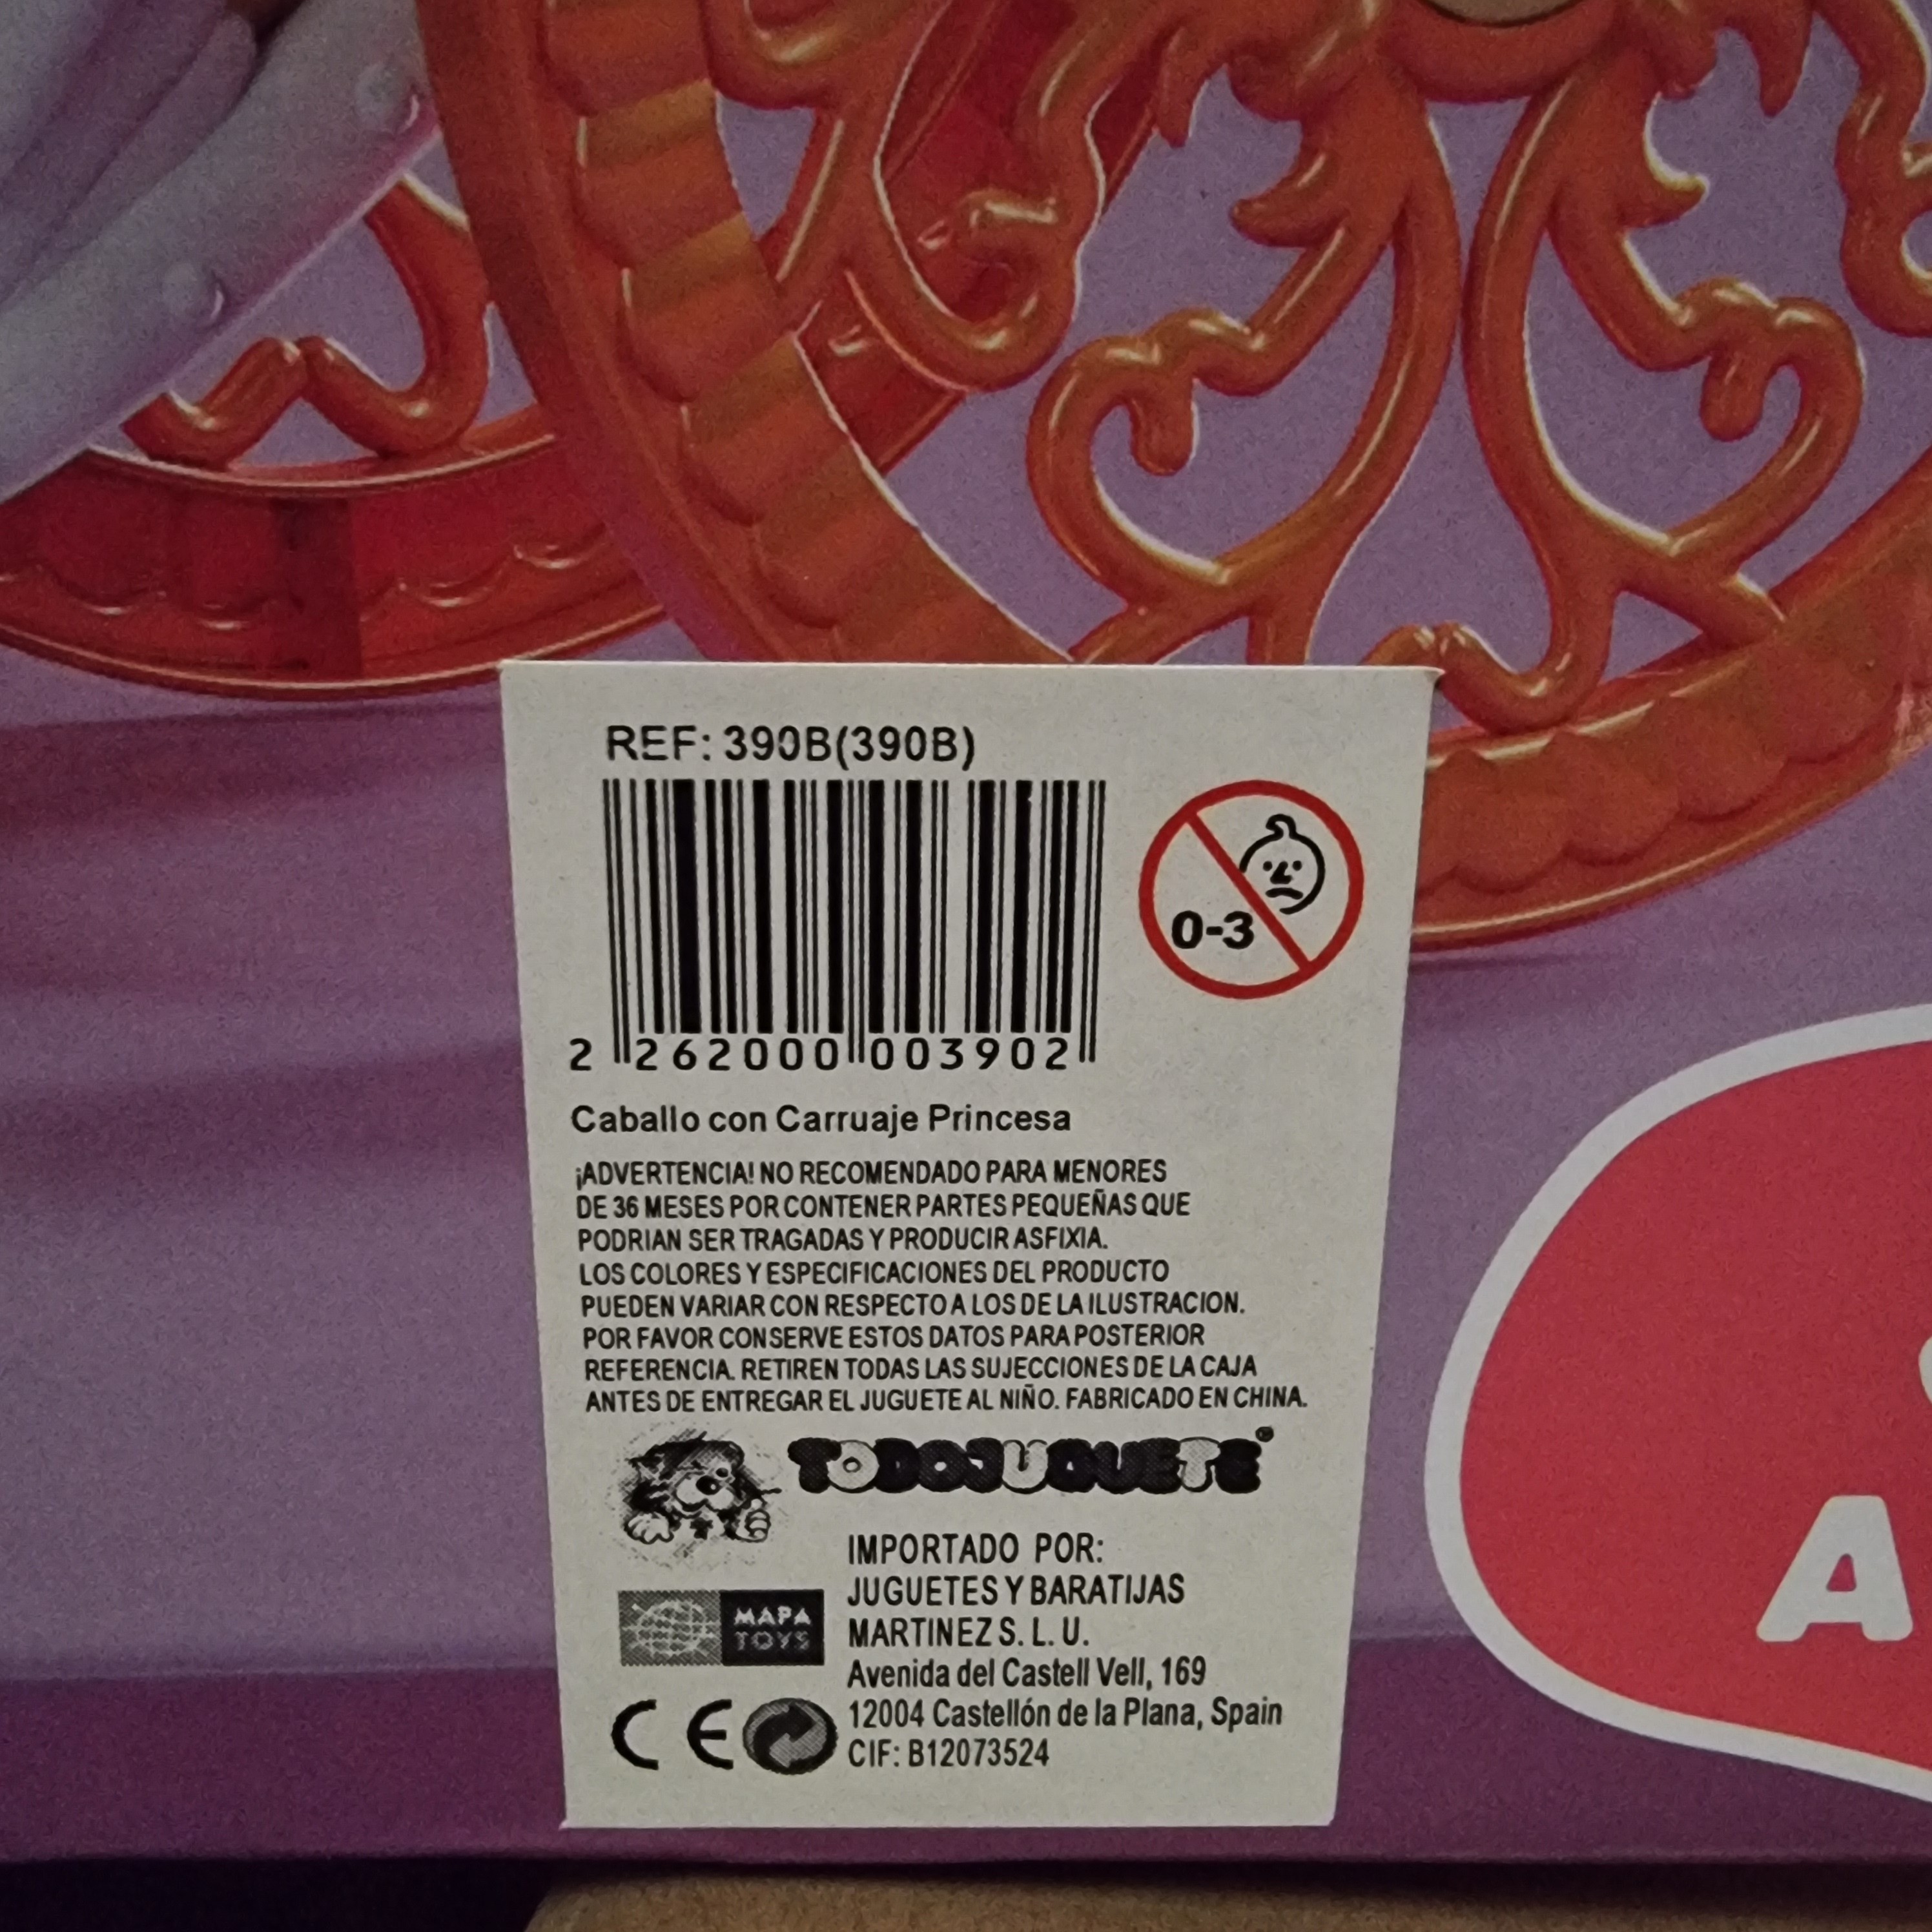 REF: 390B(390B)
0-3
2 262000 003902
Caballo con Carruaje Princesa
¡ADVERTENCIA! NO RECOMENDADO PARA MENORES
DE 36 MESES POR CONTENER PARTES PEQUEÑAS QUE
PODRIAN SER TRAGADAS Y PRODUCIR ASFIXIA.
LOS COLORES Y ESPECIFICACIONES DEL PRODUCTO
PUEDEN VARIAR CON RESPECTO A LOS DE LA ILUSTRACION.
POR FAVOR CONSERVE ESTOS DATOS PARA POSTERIOR
REFERENCIA. RETIREN TODAS LAS SUJECCIONES DE LA CAJA
ANTES DE ENTREGAR EL JUGUETE AL NIÑO. FABRICADO EN CHINA.
TODOJUGUETE®
IMPORTADO POR:
JUGUETES Y BARATIJAS
MAPA
TOYS
MARTINEZ S. L. U.
Avenida del Castell Vell, 169
CE
12004 Castellón de la Plana, Spain
CIF: B12073524
A